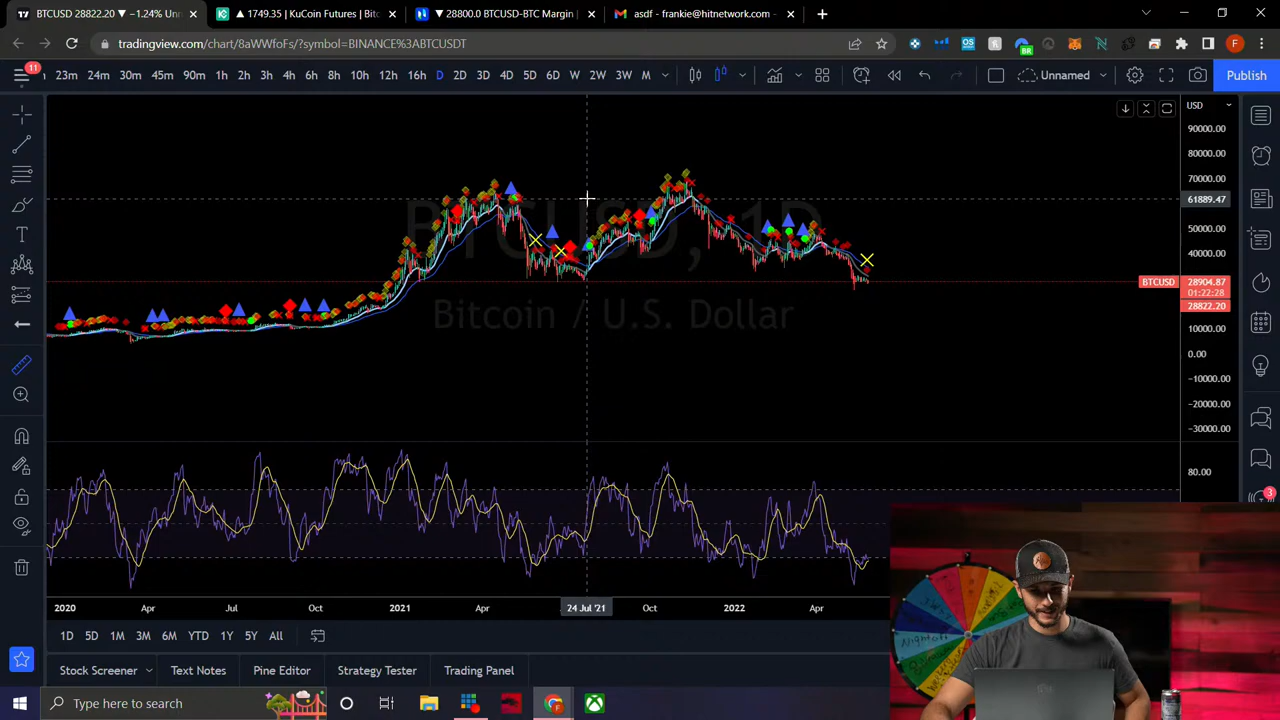 28822.20 BTCUSD ▼ −1.24% Unn
▲ 1749.35 | KuCoin Futures | Bitc
▼ 28800.0 BTCUSD-BTC Margin |
asdf - frankie@hitnetwork.com -
tradingview.com/chart/8aWWfoFs/?symbol=BINANCE%3ABTCUSDT
BR
F
11
23m 24m 30m 45m 90m 1h 2h 3h 4h 6h 8h 10h 12h 16h D 2D 3D 4D 5D 6D W 2W 3W M
Unnamed
Publish
USD
90000.00
80000.00
70000.00
61889.47
50000.00
40000.00
BTCUSD
28904.87
01:22:28
28822.20
10000.00
0.00
−10000.00
−20000.00
−30000.00
BTCUSD, 1D
Bitcoin / U.S. Dollar
80.00
3
2020 Apr Jul Oct 2021 Apr 24 Jul '21 Oct 2022 Apr
1D 5D 1M 3M 6M YTD 1Y 5Y All
Stock Screener Text Notes Pine Editor Strategy Tester Trading Panel
Type here to search